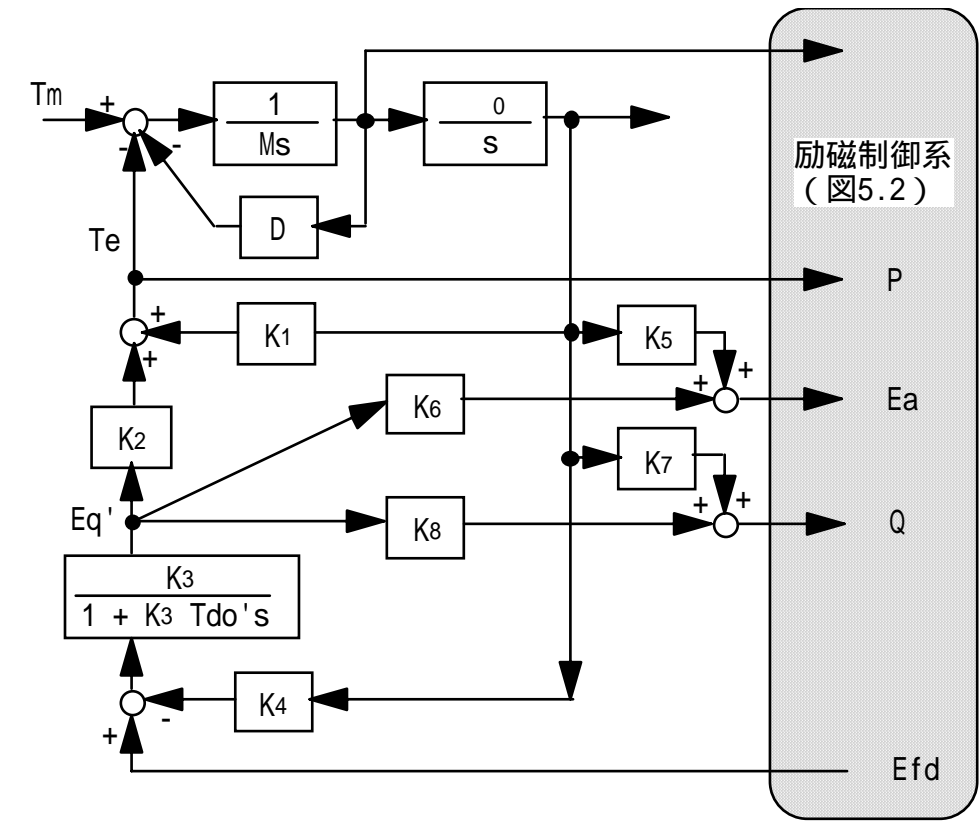 Tm
+
-
-
1
Ms
0
s
D
Te
励磁制御系
(図5.2)
P
+
+
K1
K5
+
+
K6
Ea
K2
K7
+
+
Eq'
K8
Q
K3
1 + K3 Tdo's
K4
-
+
Efd